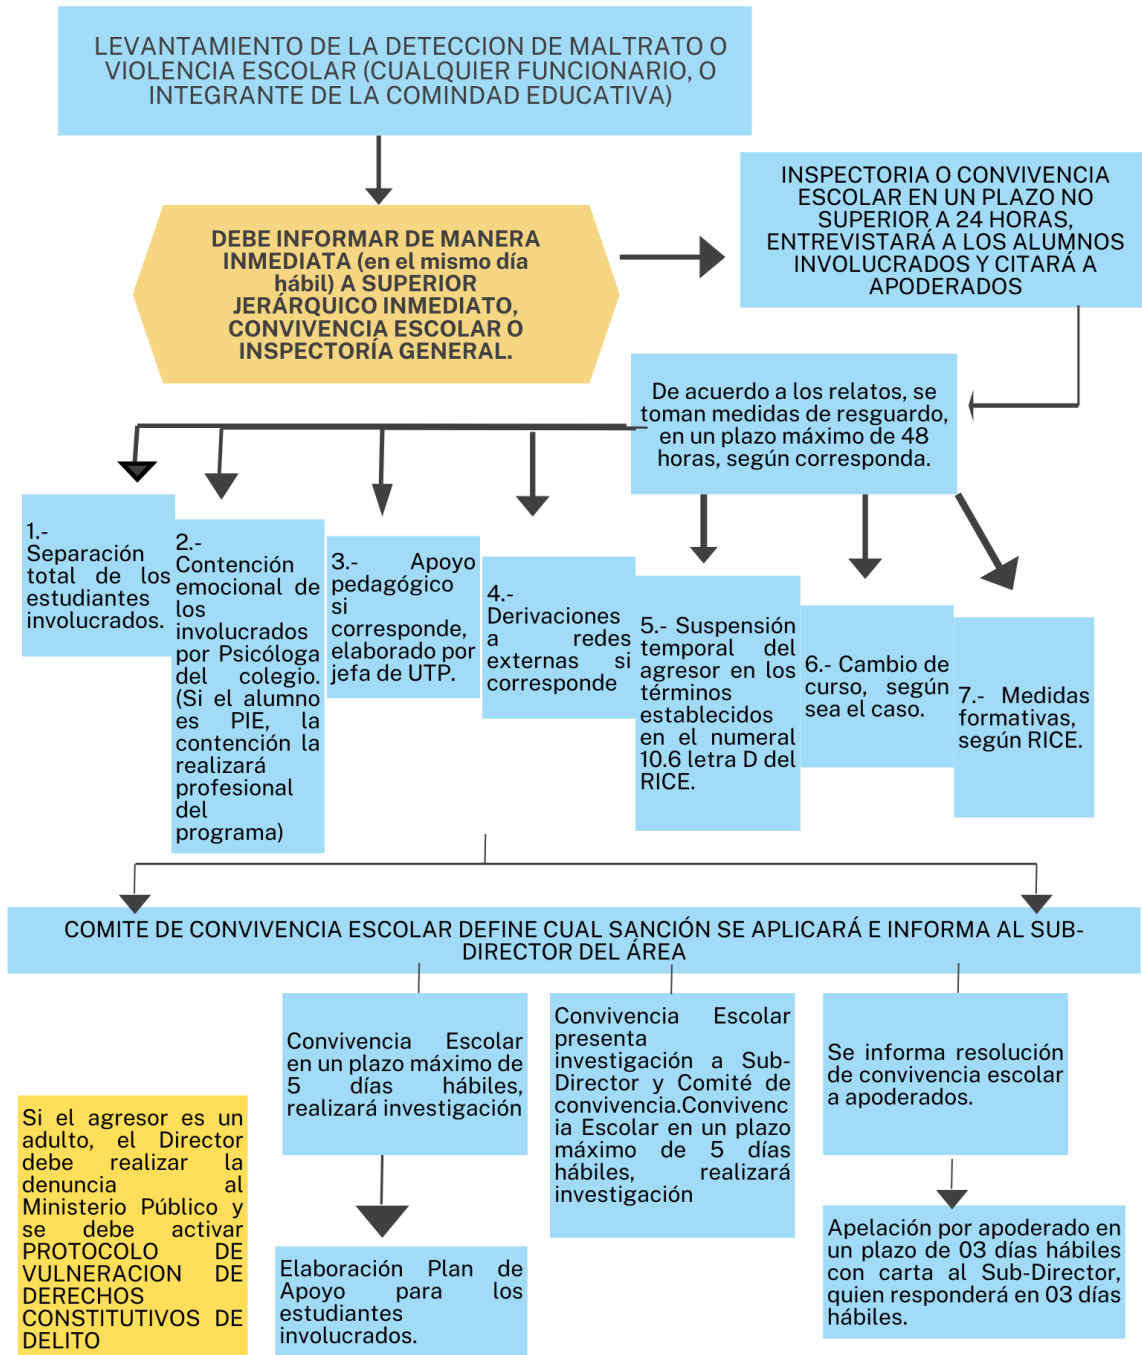 LEVANTAMIENTO DE LA DETECCION DE MALTRATO O
VIOLENCIA ESCOLAR (CUALQUIER FUNCIONARIO, O
INTEGRANTE DE LA COMINDAD EDUCATIVA)
DEBE INFORMAR DE MANERA
INMEDIATA (en el mismo día
hábil) A SUPERIOR
JERÁRQUICO INMEDIATO,
CONVIVENCIA ESCOLAR O
INSPECTORÍA GENERAL.
INSPECTORIA O CONVIVENCIA
ESCOLAR EN UN PLAZO NO
SUPERIOR A 24 HORAS,
ENTREVISTARÁ A LOS ALUMNOS
INVOLUCRADOS Y CITARÁ A
APODERADOS
De acuerdo a los relatos, se
toman medidas de resguardo,
en un plazo máximo de 48
horas, según corresponda.
1.-
Separación
total de los
estudiantes
involucrados.
2.-
Contención
emocional de
los
involucrados
por Psicóloga
del colegio.
(Si el alumno
es PIE, la
contención la
realizará
profesional
del
programa)
3.- Apoyo
pedagógico
si
corresponde,
elaborado por
jefa de UTP.
4.-
Derivaciones
a redes
externas si
corresponde
5.- Suspensión
temporal del
agresor en los
términos
establecidos
en el numeral
10.6 letra D del
RICE.
6.- Cambio de
curso, según
sea el caso.
7.- Medidas
formativas,
según RICE.
COMITE DE CONVIVENCIA ESCOLAR DEFINE CUAL SANCIÓN SE APLICARÁ E INFORMA AL SUB-
DIRECTOR DEL ÁREA
Convivencia Escolar
en un plazo máximo de
5 días hábiles,
realizará investigación
Convivencia Escolar
presenta
investigación a Sub-
Director y Comité de
convivencia.Convivenc
ia Escolar en un plazo
máximo de 5 días
hábiles, realizará
investigación
Se informa resolución
de convivencia escolar
a apoderados.
Si el agresor es un
adulto, el Director
debe realizar la
denuncia al
Ministerio Público y
se debe activar
PROTOCOLO DE
VULNERACION DE
DERECHOS
CONSTITUTIVOS DE
DELITO
Elaboración Plan de
Apoyo para los
estudiantes
involucrados.
Apelación por apoderado en
un plazo de 03 días hábiles
con carta al Sub-Director,
quien responderá en 03 días
hábiles.